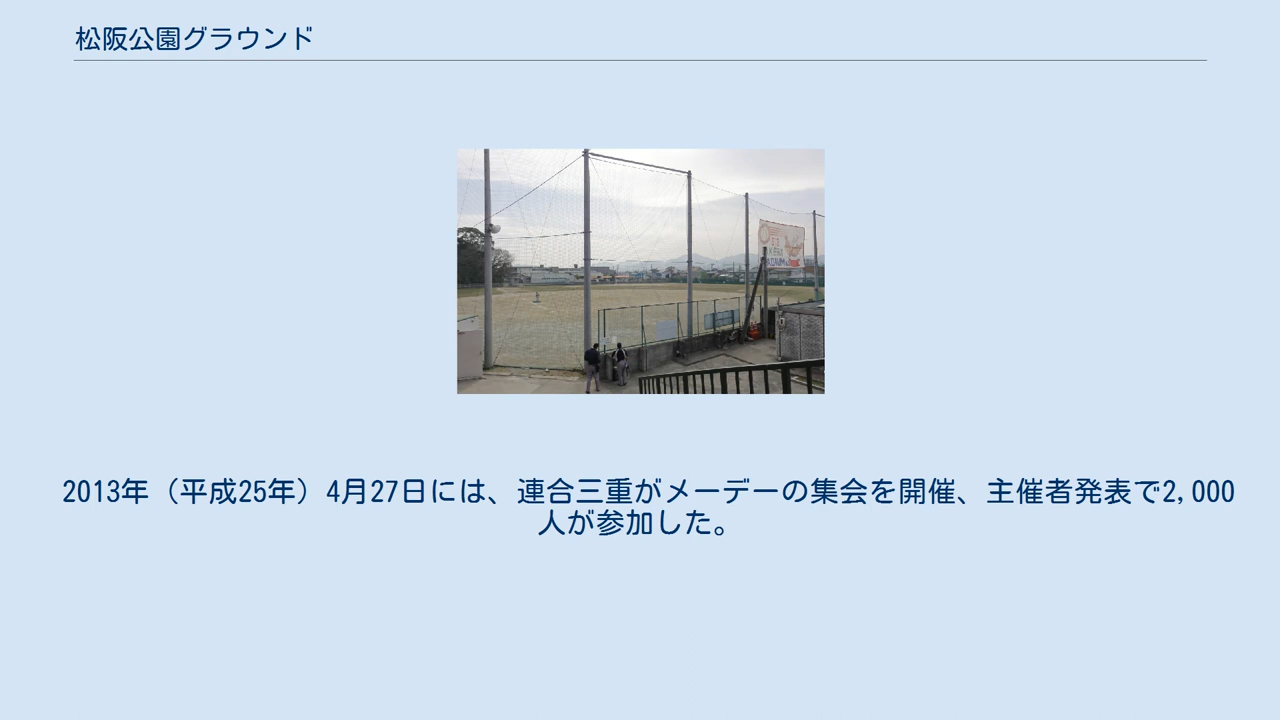 松阪公園グラウンド
2013年（平成25年）4月27日には、連合三重がメーデーの集会を開催、主催者発表で2,000
人が参加した。